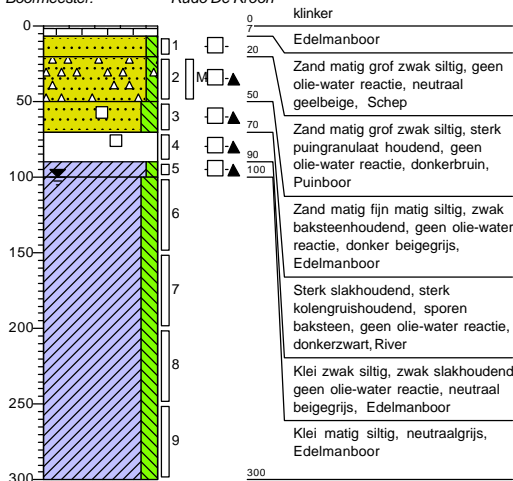 0
50
100
150
200
250
300
1
2
M
3
4
5
6
7
8
9
0
klinker
7
Edelmanboor
20
Zand matig grof zwak siltig, geen
olie-water reactie, neutraal
geelbeige, Schep
50
Zand matig grof zwak siltig, sterk
puingranulaat houdend, geen
olie-water reactie, donkerbruin,
Puinboor
70
Zand matig fijn matig siltig, zwak
baksteenhoudend, geen olie-water
reactie, donker beigegrijs,
Edelmanboor
90
Sterk slakhoudend, sterk
kolengruishoudend, sporen
baksteen, geen olie-water reactie,
donkerzwart, River
100
Klei zwak siltig, zwak slakhoudend,
geen olie-water reactie, neutraal
beigegrijs, Edelmanboor
Klei matig siltig, neutraalgrijs,
Edelmanboor
300